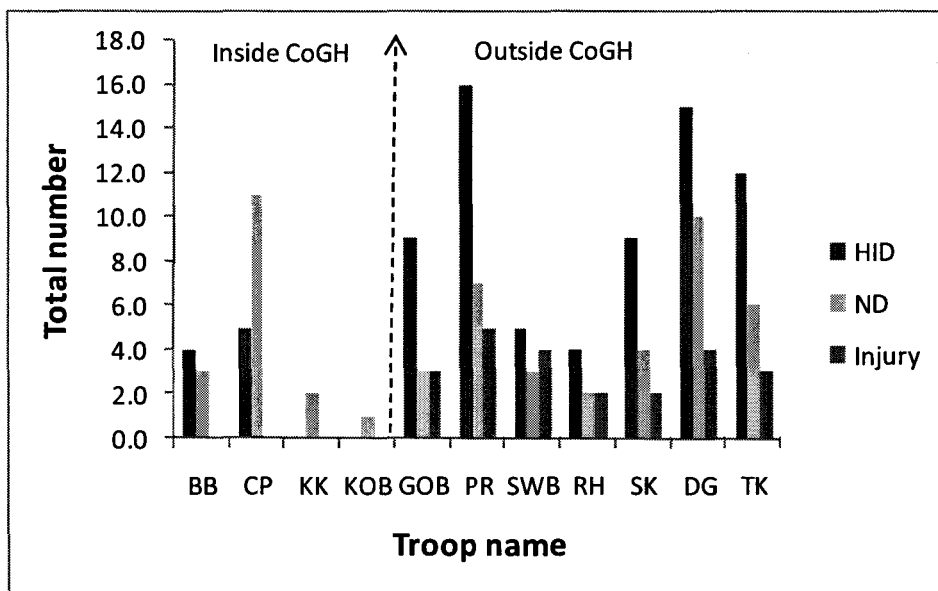 18.0
16.0
14.0
12.0
10.0
8.0
6.0
4.0
2.0
0.0
Total number
Inside CoGH
Outside CoGH
HID
ND
Injury
BB CP KK KOB GOB PR SWB RH SK DG TK
Troop name